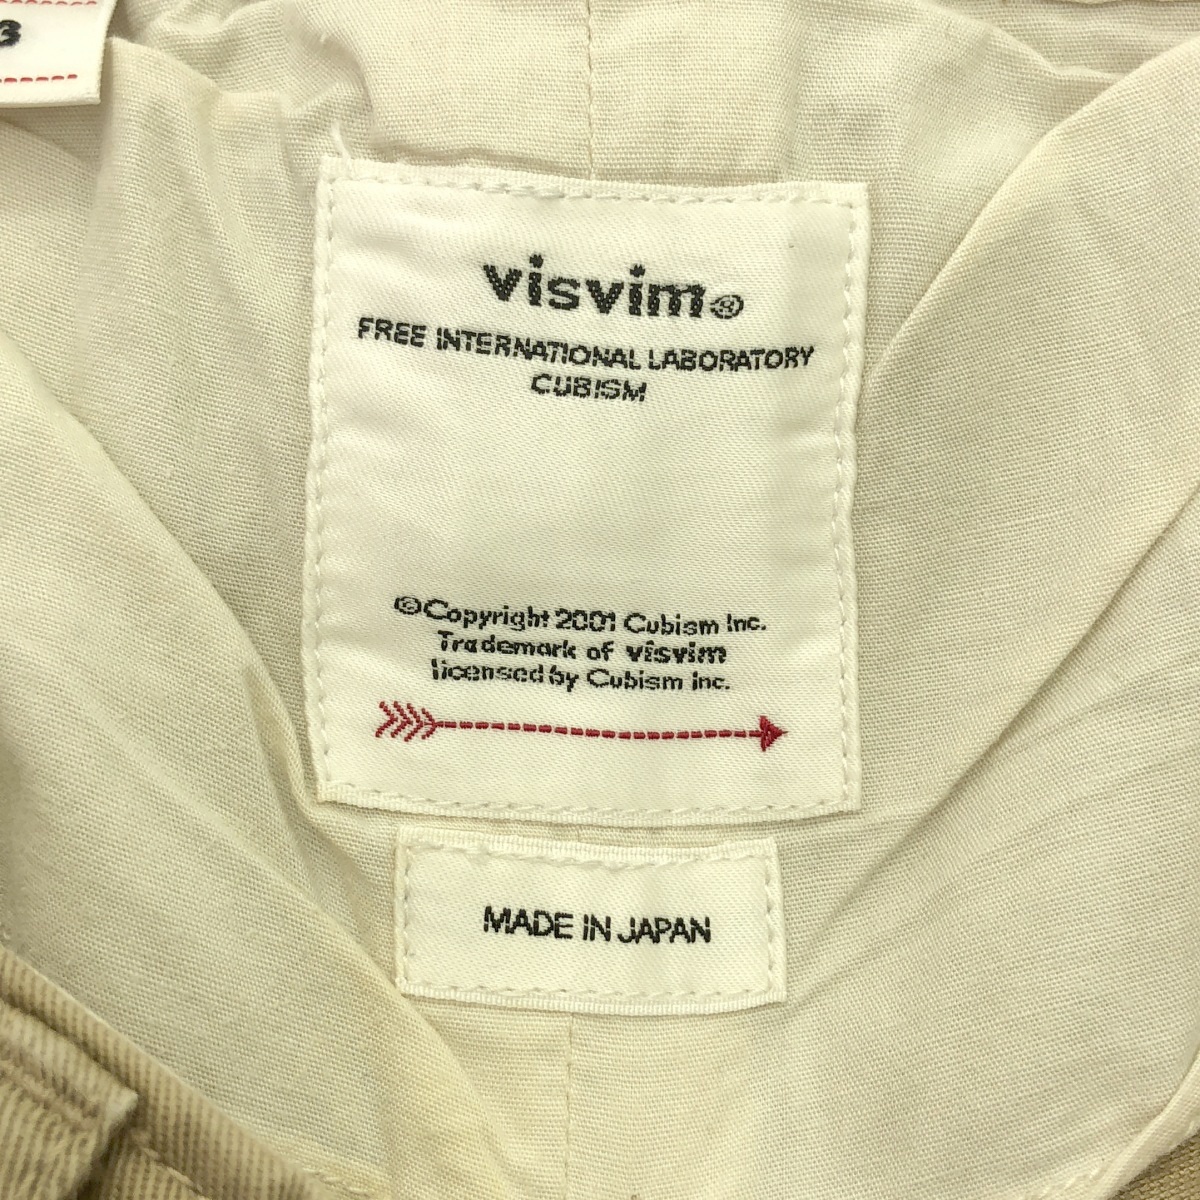 3
visvim®
FREE INTERNATIONAL LABORATORY
CUBISM
©Copyright 2001 Cubism Inc.
Trademark of visvim
licensed by Cubism Inc.
MADE IN JAPAN